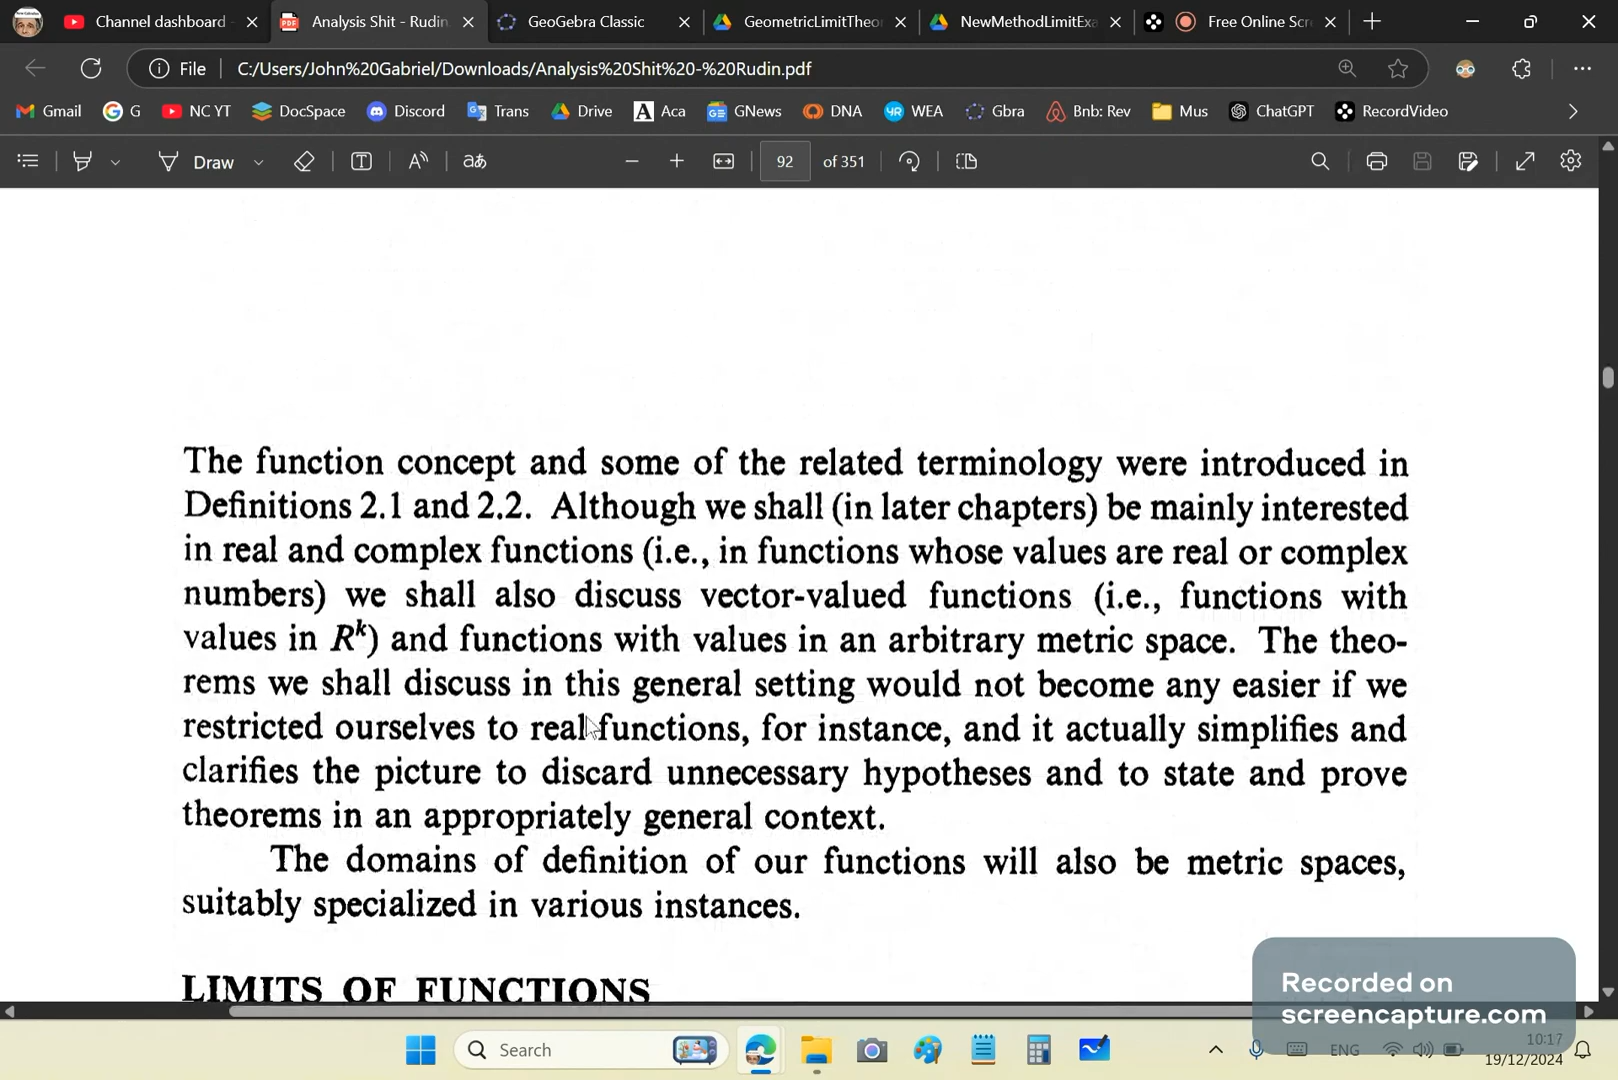 Channel dashboard
Analysis Shit - Rudin.
GeoGebra Classic
GeometricLimitTheor
NewMethodLimitExa
Free Online Scr
File
C:/Users/John%20Gabriel/Downloads/Analysis%20Shit%20-%20Rudin.pdf
Gmail
G
NC YT
DocSpace
Discord
Trans
Drive
A Aca
GNews
DNA
WEA
Gbra
Bnb: Rev
Mus
ChatGPT
RecordVideo
Draw
92 of 351
The function concept and some of the related terminology were introduced in
Definitions 2.1 and 2.2. Although we shall (in later chapters) be mainly interested
in real and complex functions (i.e., in functions whose values are real or complex
numbers) we shall also discuss vector-valued functions (i.e., functions with
values in R^k) and functions with values in an arbitrary metric space. The theo-
rems we shall discuss in this general setting would not become any easier if we
restricted ourselves to real functions, for instance, and it actually simplifies and
clarifies the picture to discard unnecessary hypotheses and to state and prove
theorems in an appropriately general context.
The domains of definition of our functions will also be metric spaces,
suitably specialized in various instances.
LIMITS OF FUNCTIONS
Recorded on
screencapture.com
Search
ENG
10:17
19/12/2024